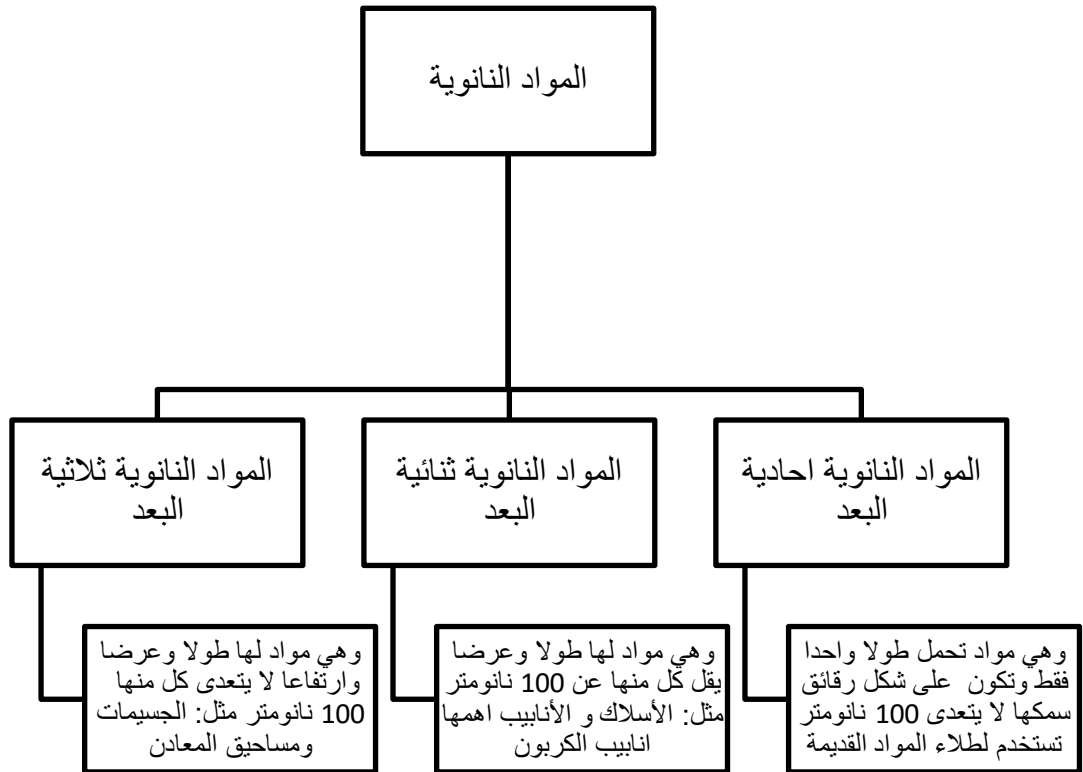 المواد النانوية
المواد النانوية احادية
البعد
وهي مواد تحمل طولا واحدا
فقط وتكون على شكل رقائق
سمكها لا يتعدى 100 نانومتر
تستخدم لطلاء المواد القديمة
المواد النانوية ثنائية
البعد
وهي مواد لها طولا وعرضا
يقل كل منها عن 100 نانومتر
مثل: الأسلاك و الأنابيب اهمها
انابيب الكربون
المواد النانوية ثلاثية
البعد
وهي مواد لها طولا وعرضا
وارتفاعا لا يتعدى كل منها
100 نانومتر مثل: الجسيمات
ومساحيق المعادن